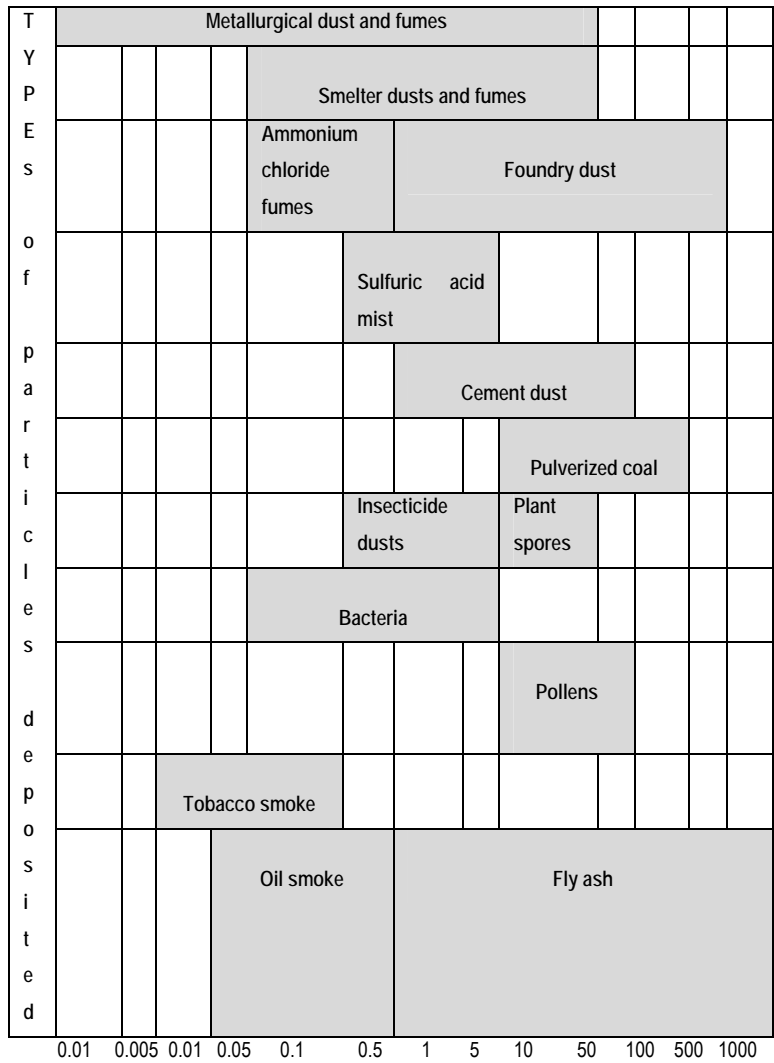 TYPEs of particles deposited
Metallurgical dust and fumes
Smelter dusts and fumes
Ammonium
chloride
fumes
Foundry dust
Sulfuric acid
mist
Cement dust
Pulverized coal
Insecticide
dusts
Plant
spores
Bacteria
Pollens
Tobacco smoke
Oil smoke
Fly ash
0.01 0.005 0.01 0.05 0.1 0.5 1 5 10 50 100 500 1000